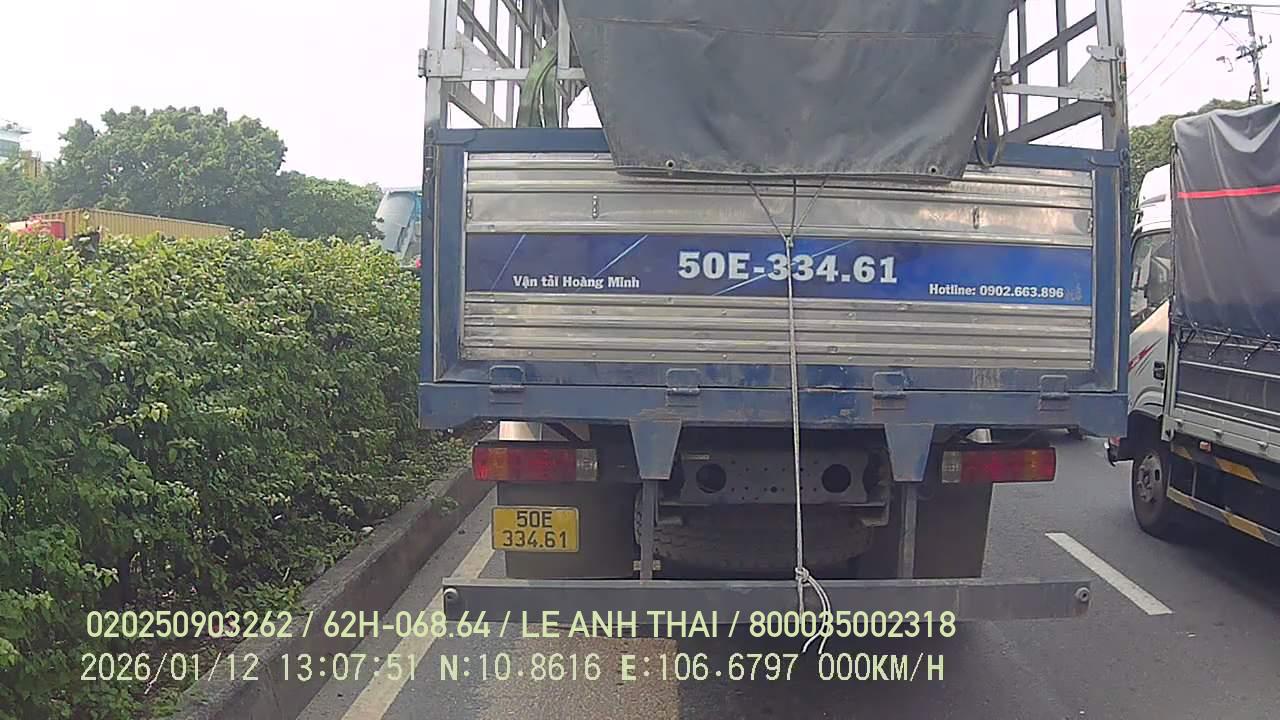 50E-334.61
Vận tải Hoàng Minh
Hotline: 0902.663.896
50E
334.61
020250903262 / 62H-068.64 / LE ANH THAI / 800035002318
2026/01/12 13:07:51 N:10.8616 E:106.6797 000KM/H